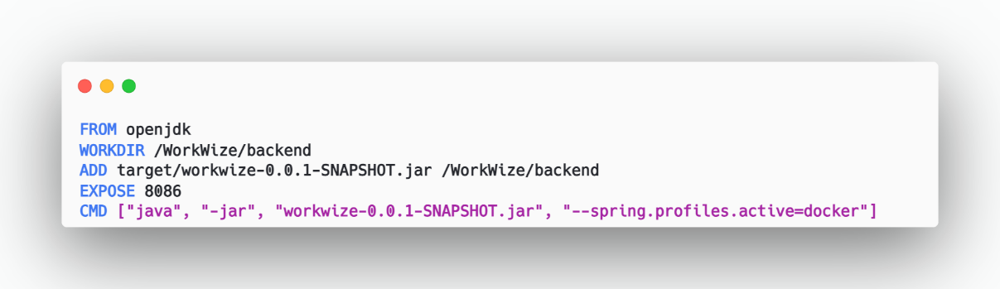 FROM openjdk
WORKDIR /WorkWize/backend
ADD target/workwize-0.0.1-SNAPSHOT.jar /WorkWize/backend
EXPOSE 8086
CMD ["java", "-jar", "workwize-0.0.1-SNAPSHOT.jar", "--spring.profiles.active=docker"]